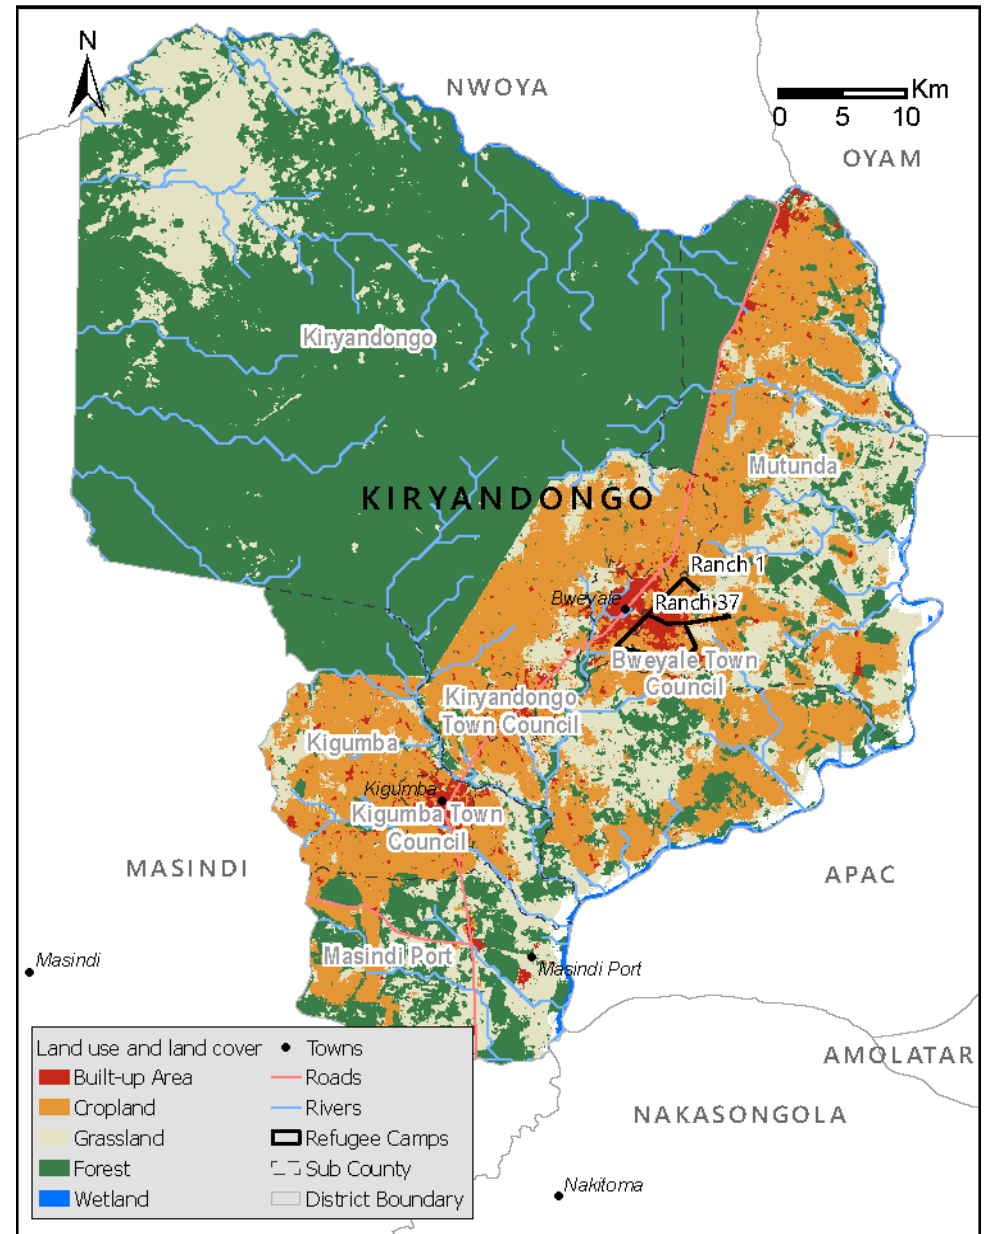 N
NWOYA
Km
0 5 10
OYAM
Kiryandongo
Mutunda
KIRYANDONGO
Ranch 1
Bweyale
Ranch 37
Bweyale Town
Council
Kiryandongo
Town Council
Kigumba
Kigumba
Kigumba Town
Council
MASINDI
APAC
Masindi
Masindi Port
Masindi Port
AMOLATAR
NAKASONGOLA
Nakitoma
Land use and land cover
Built-up Area
Cropland
Grassland
Forest
Wetland
Towns
Roads
Rivers
Refugee Camps
Sub County
District Boundary